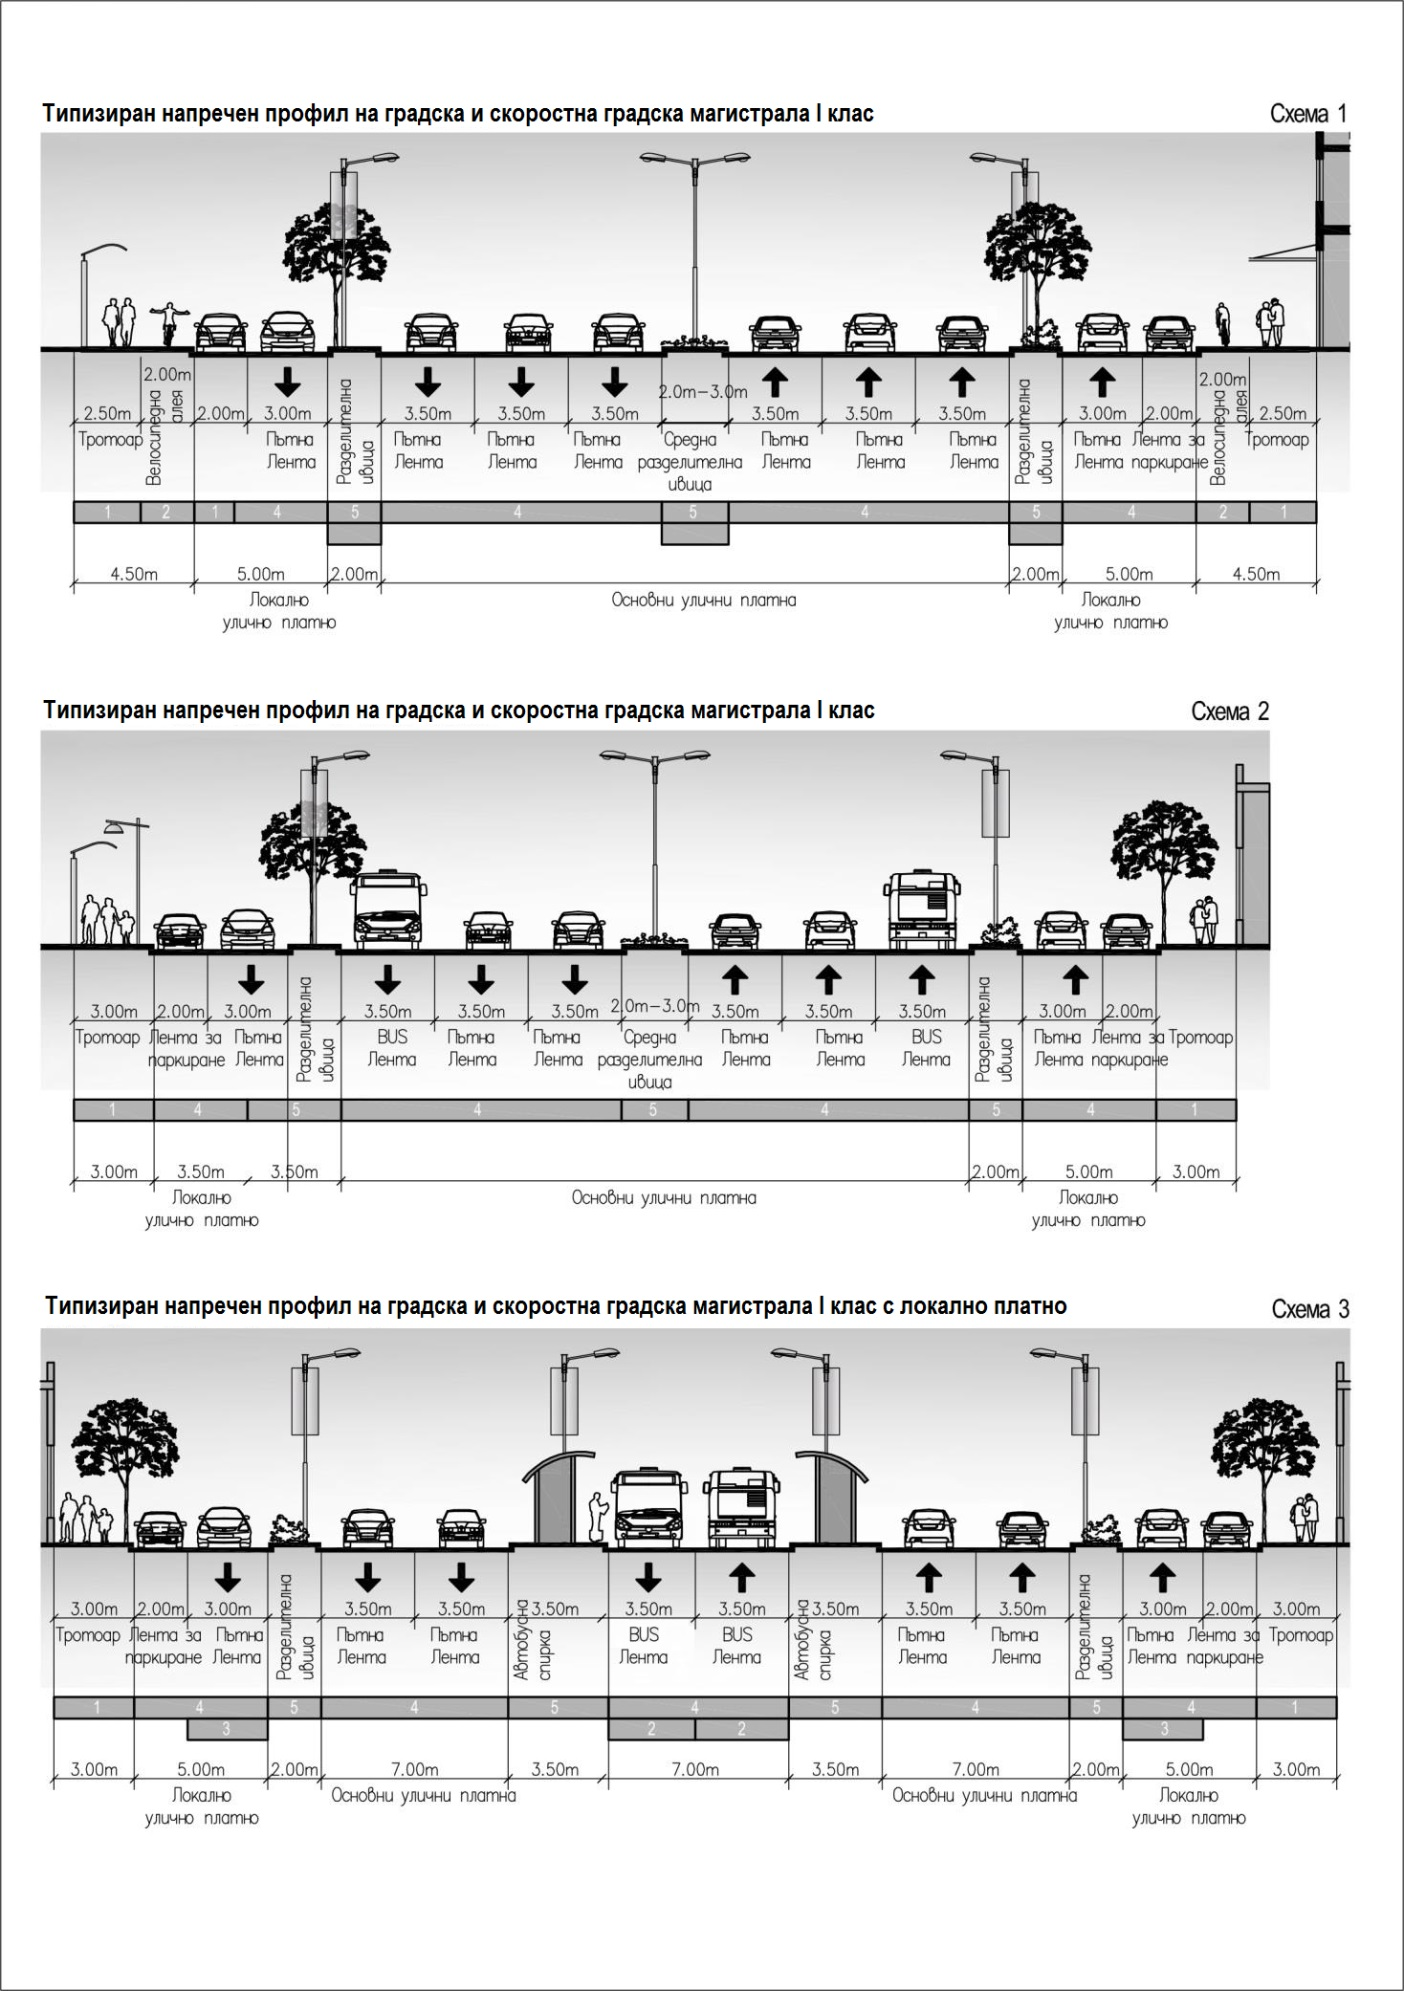 Типизиран напречен профил на градска и скоростна градска магистрала I клас
Схема 1
2.00m
2.00m
2.0m–3.0m
2.50m 2.00m 3.00m 3.50m 3.50m 3.50m 3.50m 3.50m 3.50m 3.00m 2.00m 2.50m
Тротоар
Велосипедна алея
Пътна Лента
Разделителна ивица
Пътна Лента
Пътна Лента
Пътна Лента
Средна разделителна ивица
Пътна Лента
Пътна Лента
Пътна Лента
Разделителна ивица
Пътна Лента
Лента за паркиране
Велосипедна алея
Тротоар
1 2 1 4 5 4 5 4 5 4 2 1
4.50m 5.00m 2.00m 2.00m 5.00m 4.50m
Локално улично платно
Основни улични платна
Локално улично платно
Типизиран напречен профил на градска и скоростна градска магистрала I клас
Схема 2
2.0m–3.0m
3.00m 2.00m 3.00m 3.50m 3.50m 3.50m 3.50m 3.50m 3.50m 3.00m 2.00m
Тротоар
Лента за паркиране
Пътна Лента
Разделителна ивица
BUS Лента
Пътна Лента
Пътна Лента
Средна разделителна ивица
Пътна Лента
Пътна Лента
BUS Лента
Разделителна ивица
Пътна Лента
Лента за паркиране
Тротоар
1 4 5 4 5 4 5 4 1
3.00m 3.50m 3.50m 2.00m 5.00m 3.00m
Локално улично платно
Основни улични платна
Локално улично платно
Типизиран напречен профил на градска и скоростна градска магистрала I клас с локално платно
Схема 3
3.00m 2.00m 3.00m 3.50m 3.50m 3.50m 3.50m 3.50m 3.50m 3.50m 3.50m 3.00m 2.00m 3.00m
Тротоар
Лента за паркиране
Пътна Лента
Разделителна ивица
Пътна Лента
Пътна Лента
Автобусна спирка
BUS Лента
BUS Лента
Автобусна спирка
Пътна Лента
Пътна Лента
Разделителна ивица
Пътна Лента
Лента за паркиране
Тротоар
1 4 5 4 5 4 5 4 5 4 1
3 2 2 3
3.00m 5.00m 2.00m 7.00m 3.50m 7.00m 3.50m 7.00m 2.00m 5.00m 3.00m
Локално улично платно
Основни улични платна
Основни улични платна
Локално улично платно